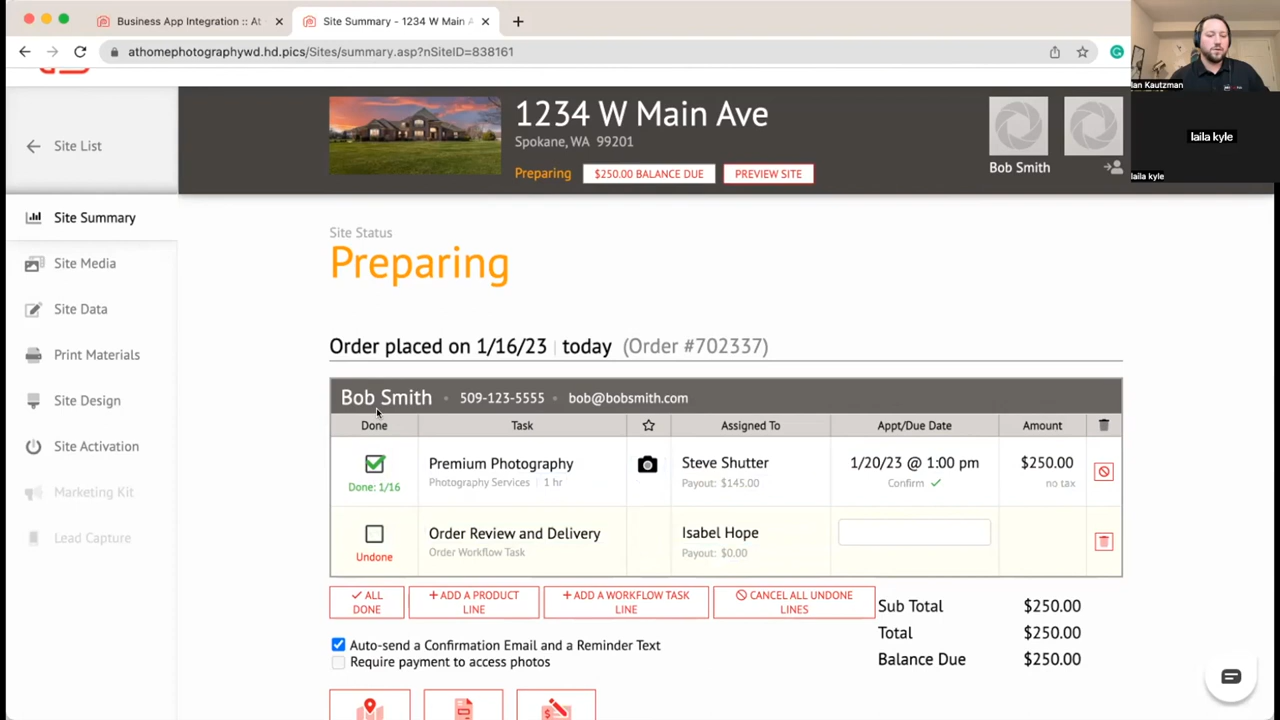 Business App Integration :: At
Site Summary - 1234 W Main A
athomephotographywd.hd.pics/Sites/summary.asp?nSiteID=838161
lan Kautzman
laila kyle
laila kyle
Site List
1234 W Main Ave
Spokane, WA 99201
Preparing
$250.00 BALANCE DUE
PREVIEW SITE
Bob Smith
Site Summary
Site Media
Site Data
Print Materials
Site Design
Site Activation
Marketing Kit
Lead Capture
Site Status
Preparing
Order placed on 1/16/23 | today (Order #702337)
Bob Smith • 509-123-5555 • bob@bobsmith.com
Done Task Assigned To Appt/Due Date Amount
Premium Photography Steve Shutter 1/20/23 @ 1:00 pm $250.00
Done: 1/16 Photography Services | 1 hr Payout: $145.00 Confirm no tax
Order Review and Delivery Isabel Hope
Undone Order Workflow Task Payout: $0.00
ALL DONE
+ ADD A PRODUCT LINE
+ ADD A WORKFLOW TASK LINE
CANCEL ALL UNDONE LINES
Sub Total $250.00
Total $250.00
Balance Due $250.00
Auto-send a Confirmation Email and a Reminder Text
Require payment to access photos